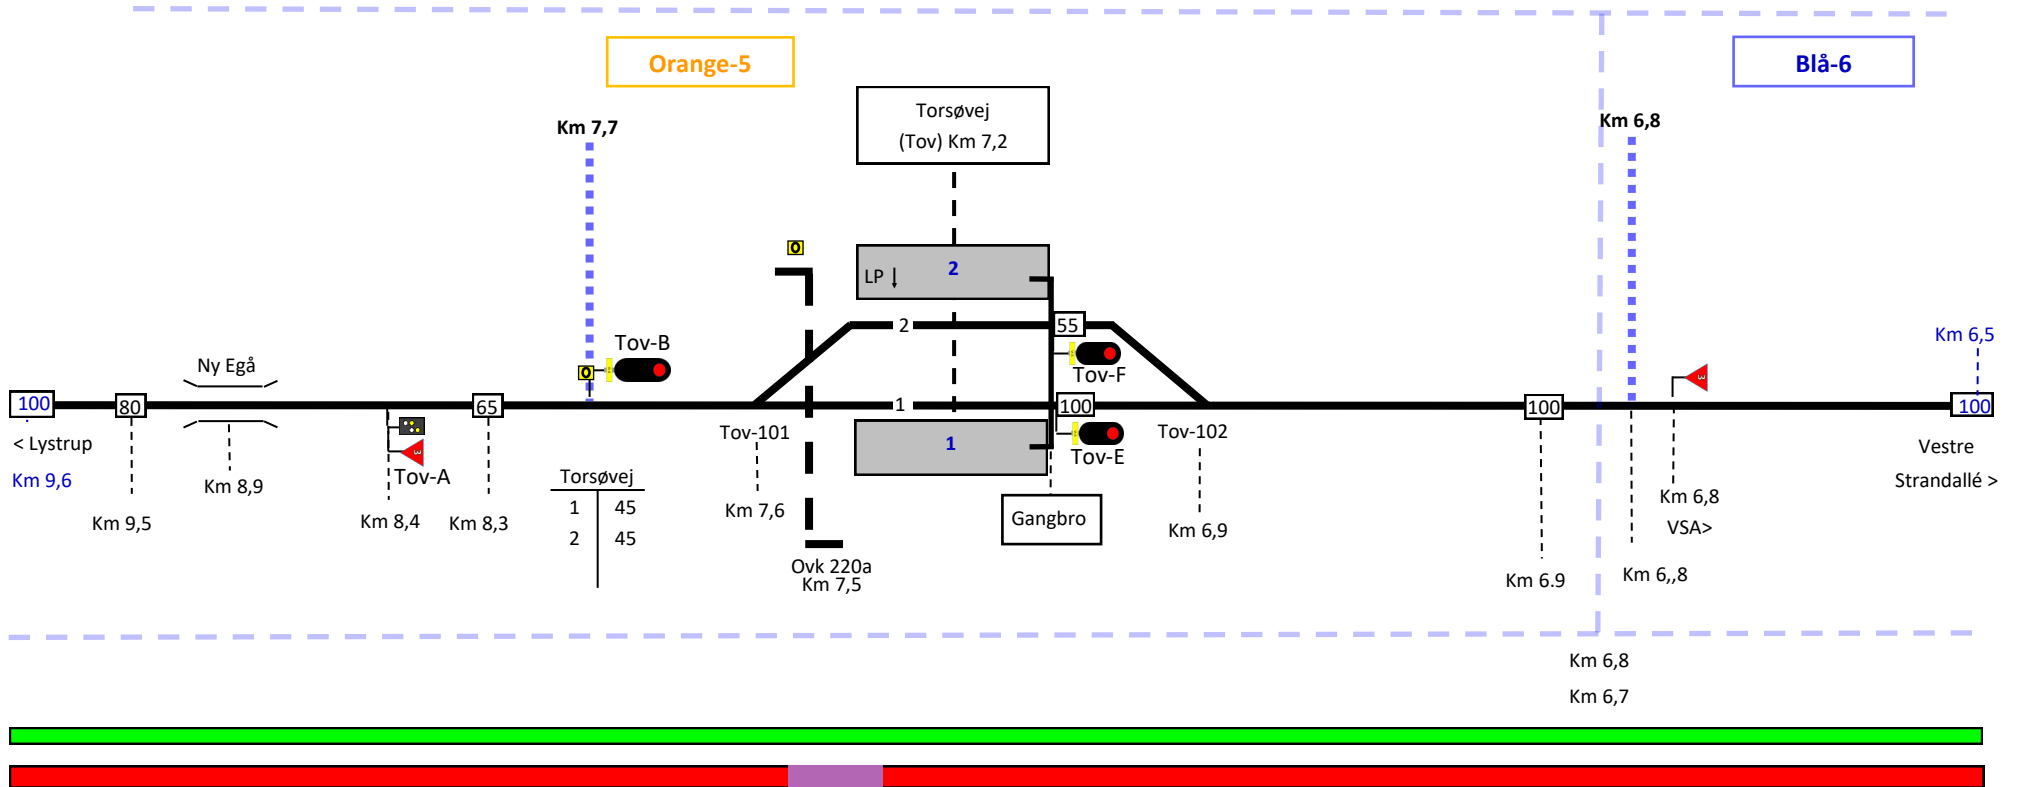 Orange-5
Blå-6
Km 7,7
Torsøvej
(Tov) Km 7,2
Km 6,8
O
LP
2
Tov-B
O
2
55
Tov-F
Km 6,5
Ny Egå
100
80
65
1
100
100
100
< Lystrup
Km 9,6
Km 9,5
Km 8,9
3
Tov-A
Km 8,4
Km 8,3
Torsøvej
1 45
2 45
Tov-101
Km 7,6
Ovk 220a
Km 7,5
1
Tov-E
Gangbro
Tov-102
Km 6,9
Km 6.9
Km 6,,8
3
Km 6,8
VSA>
Vestre
Strandallé >
Km 6,8
Km 6,7